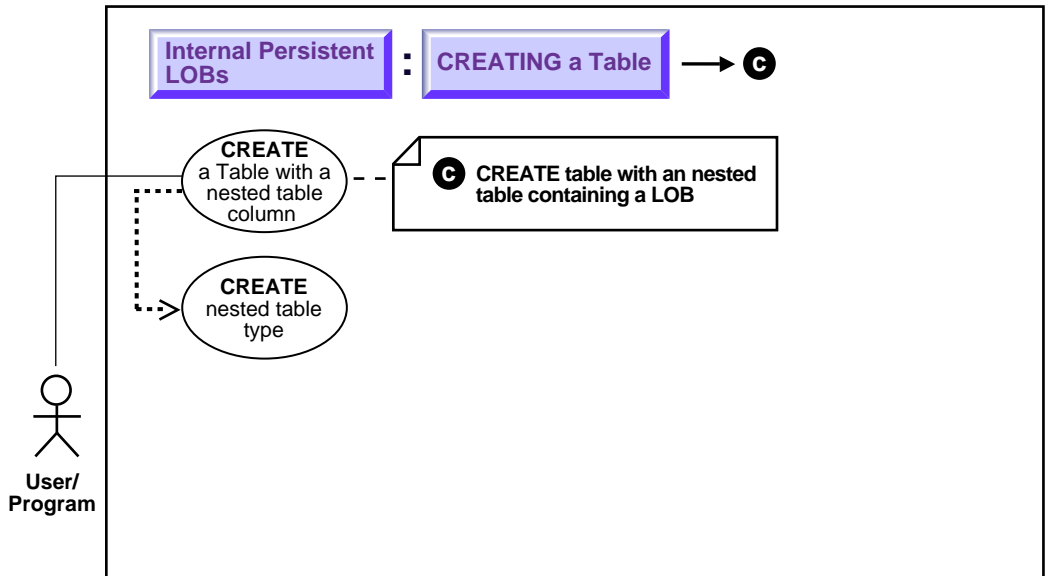 Internal Persistent
LOBs
:
CREATING a Table
C
CREATE
a Table with a
nested table
column
C CREATE table with an nested
table containing a LOB
CREATE
nested table
type
User/
Program